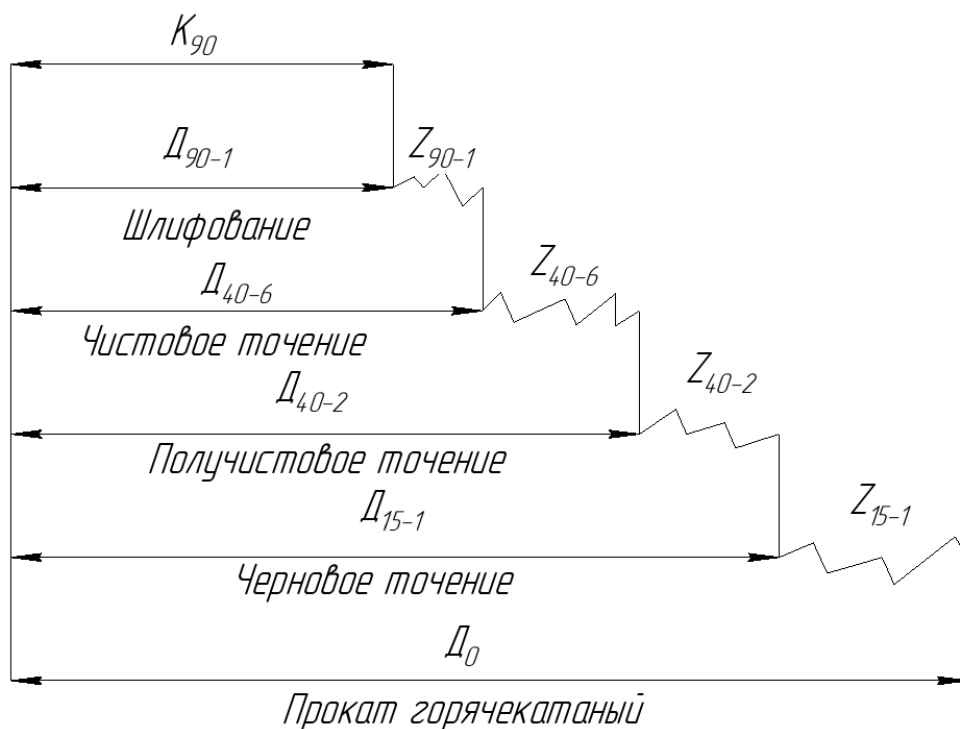 К90
Д90-1 Z90-1
Шлифование
Д40-6 Z40-6
Чистовое точение
Д40-2 Z40-2
Получистовое точение
Д15-1 Z15-1
Черновое точение
Д0
Прокат горячекатаный